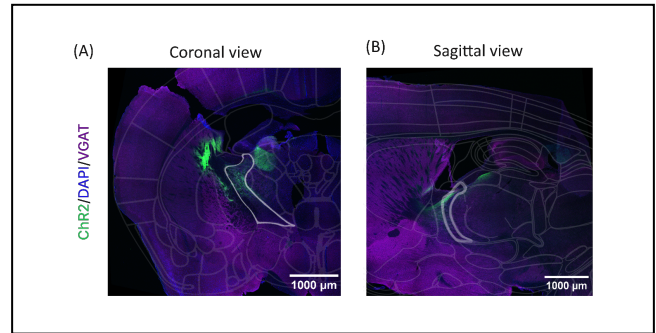 (A)
Coronal view
(B)
Sagittal view
ChR2/DAPI/VGAT
1000 µm
1000 µm